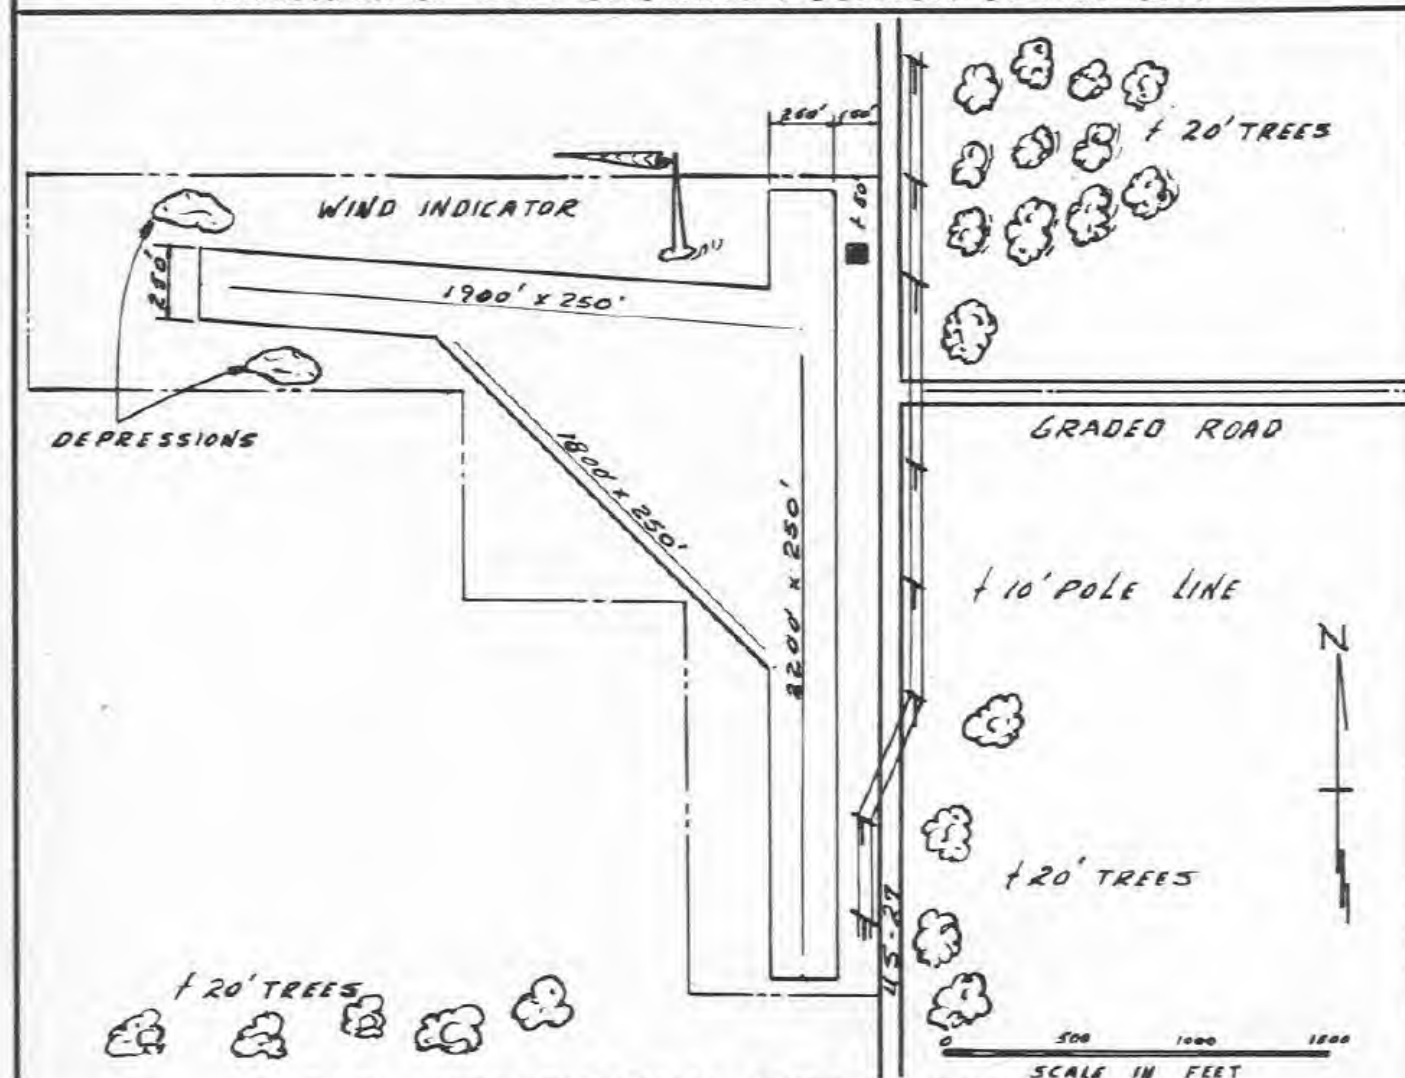 250' 100'
± 20' TREES
± 50'
WIND INDICATOR
250'
1900' x 250'
DEPRESSIONS
GRADED ROAD
1800' x 250'
3200' x 250'
± 10' POLE LINE
N
± 20' TREES
US-27
± 20' TREES
0 500 1000 1500
SCALE IN FEET